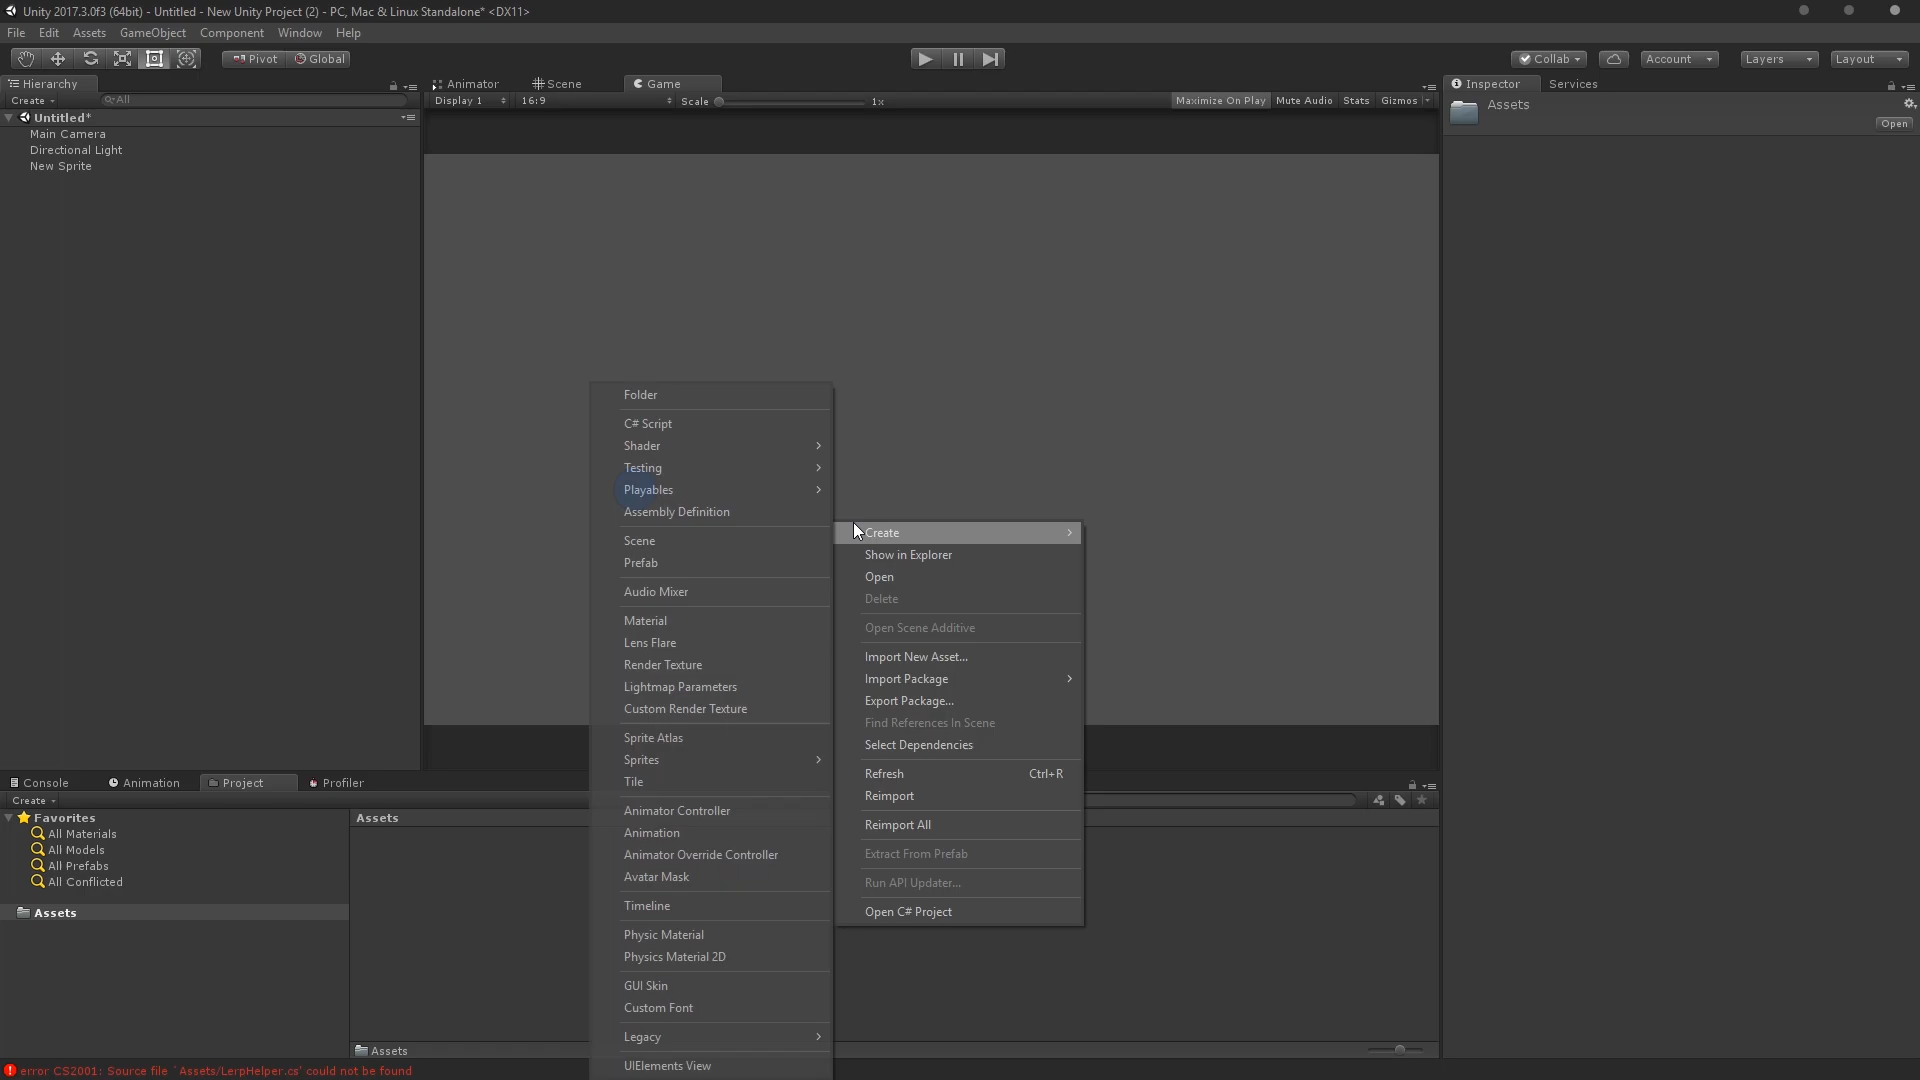 Unity 2017.3.0f3 (64bit) - Untitled - New Unity Project (2) - PC, Mac & Linux Standalone* <DX11>
File Edit Assets GameObject Component Window Help
Pivot Global
Collab Account Layers Layout
Hierarchy
Create All
Untitled*
Main Camera
Directional Light
New Sprite
Animator Scene Game
Display 1 16:9 Scale 1x Maximize On Play Mute Audio Stats Gizmos
Inspector Services
Assets
Open
Folder
C# Script
Shader
Testing
Playables
Assembly Definition
Scene
Prefab
Audio Mixer
Material
Lens Flare
Render Texture
Lightmap Parameters
Custom Render Texture
Sprite Atlas
Sprites
Tile
Animator Controller
Animation
Animator Override Controller
Avatar Mask
Timeline
Physic Material
Physics Material 2D
GUI Skin
Custom Font
Legacy
UIElements View
Create
Show in Explorer
Open
Delete
Open Scene Additive
Import New Asset...
Import Package
Export Package...
Find References In Scene
Select Dependencies
Refresh Ctrl+R
Reimport
Reimport All
Extract From Prefab
Run API Updater...
Open C# Project
Console Animation Project Profiler
Create
Favorites
All Materials
All Models
All Prefabs
All Conflicted
Assets
Assets
Assets
error CS2001: Source file `Assets/LerpHelper.cs' could not be found